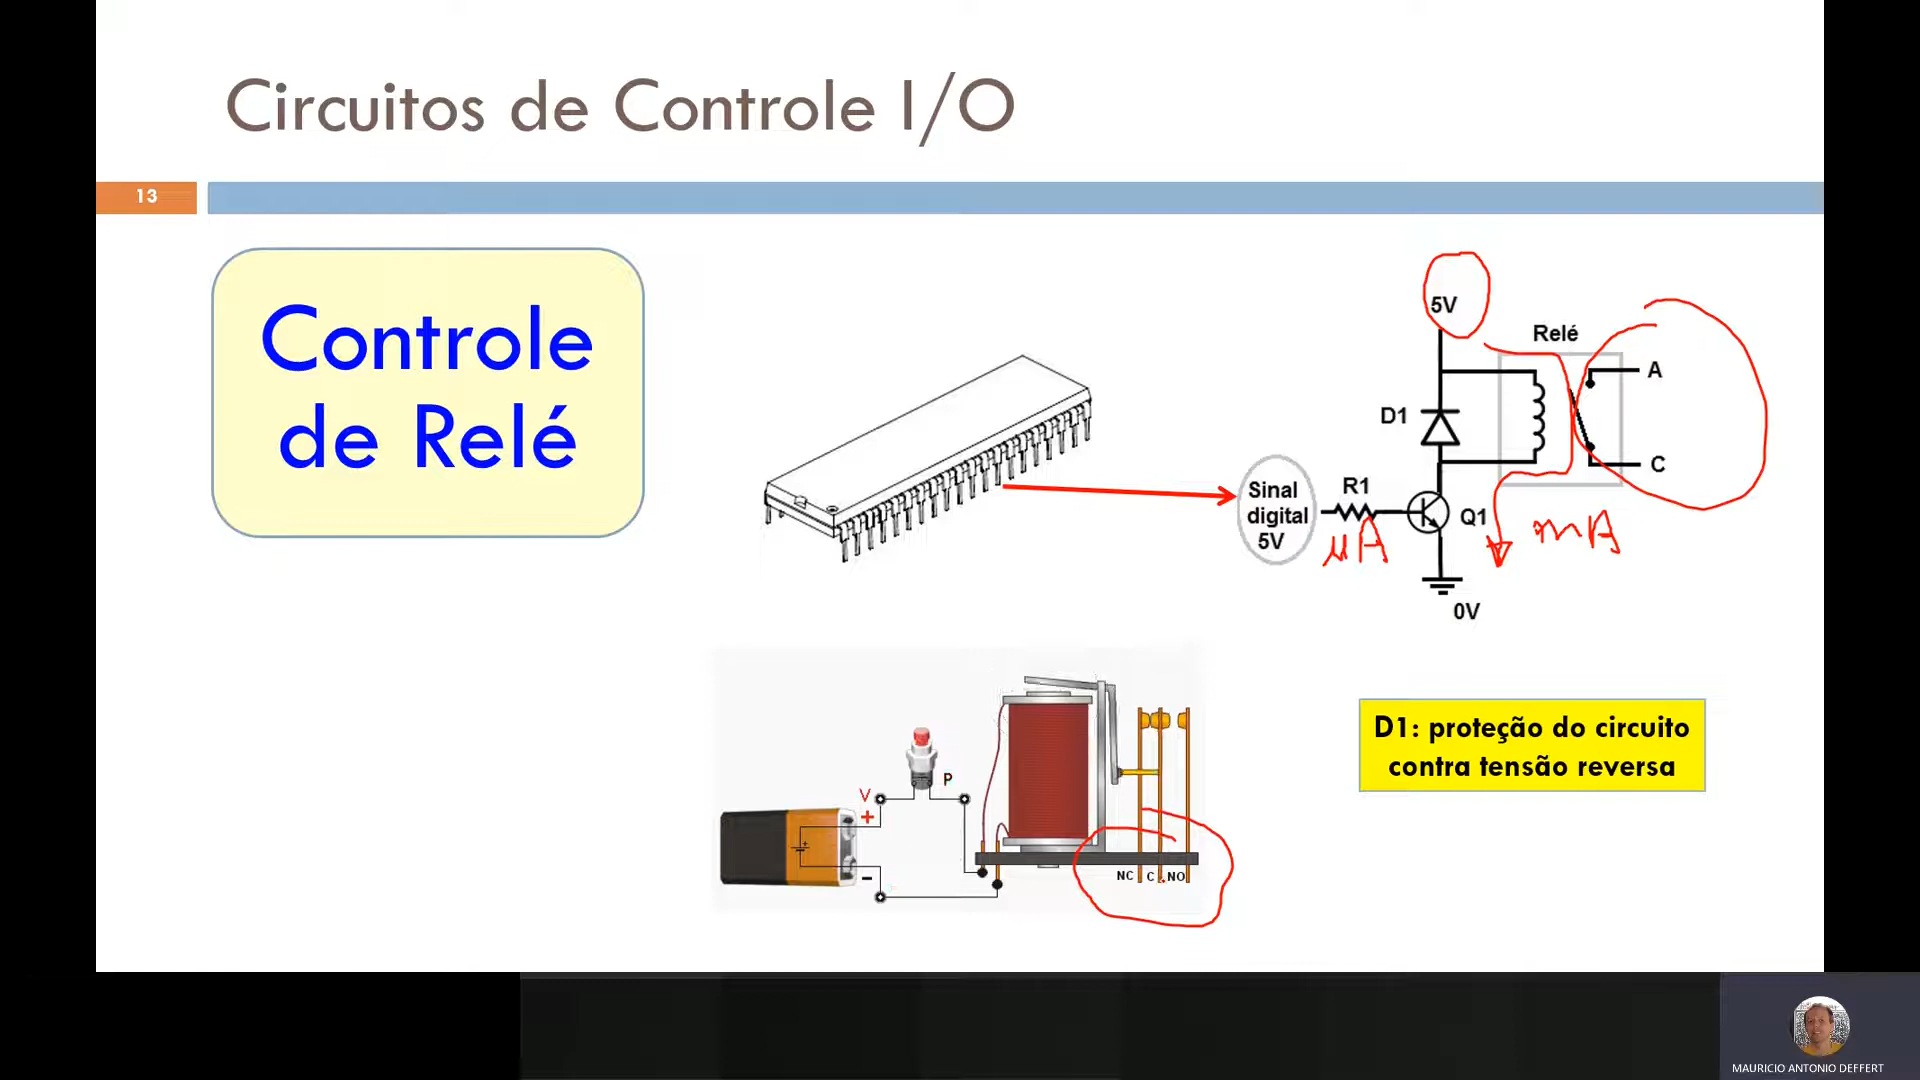 Circuitos de Controle I/O
13
Controle
de Relé
5V
Relé
A
D1
C
Sinal
digital
5V
R1
Q1
µA
mA
0V
V
+
P
-
NC C NO
D1: proteção do circuito
contra tensão reversa
MAURICIO ANTONIO DEFFERT